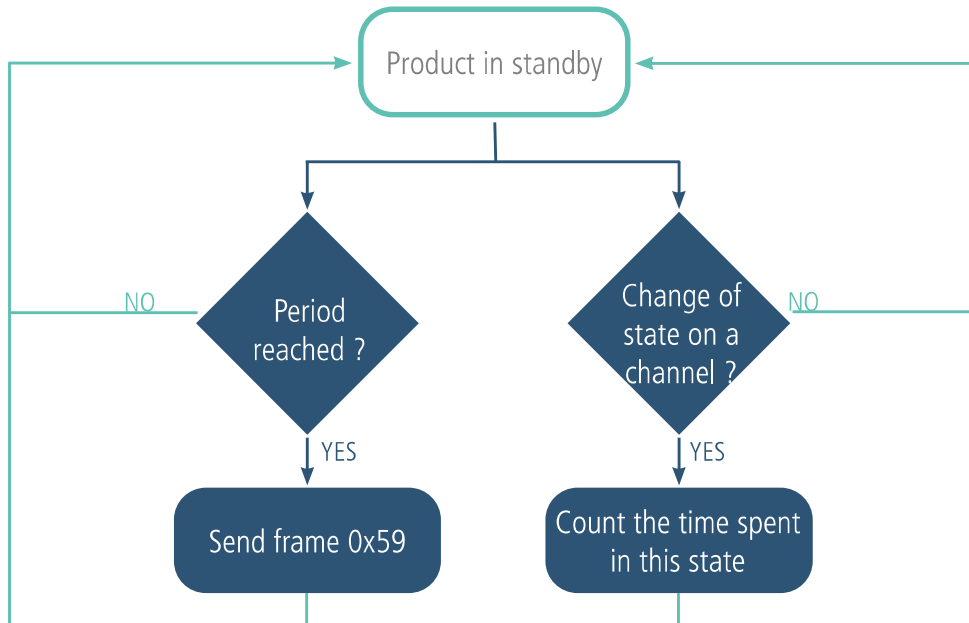 Product in standby
NO
Period
reached ?
Change of
state on a
channel ?
NO
YES
YES
Send frame 0x59
Count the time spent
in this state